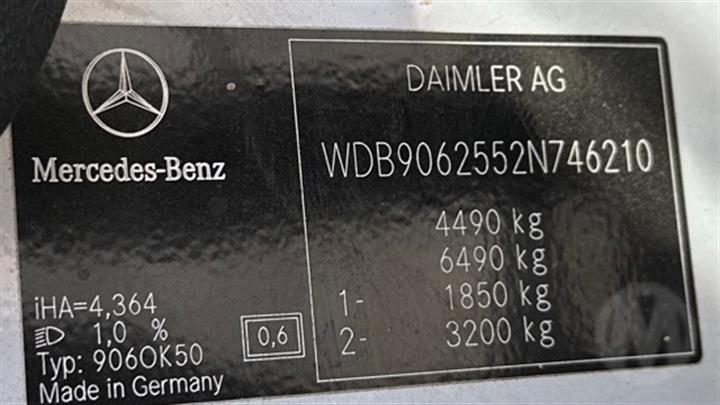 Mercedes-Benz
iHA=4,364
1,0 %
Typ: 906OK50
Made in Germany
0,6
DAIMLER AG
WDB9062552N746210
4490 kg
6490 kg
1- 1850 kg
2- 3200 kg